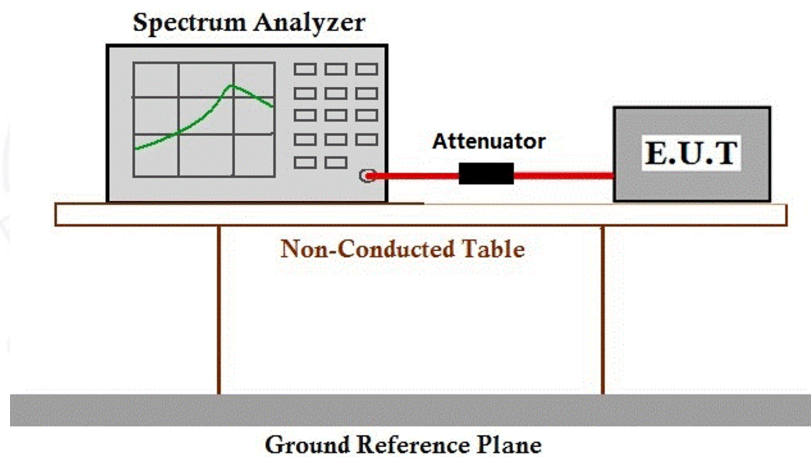 Spectrum Analyzer
Attenuator
E.U.T
Non-Conducted Table
Ground Reference Plane